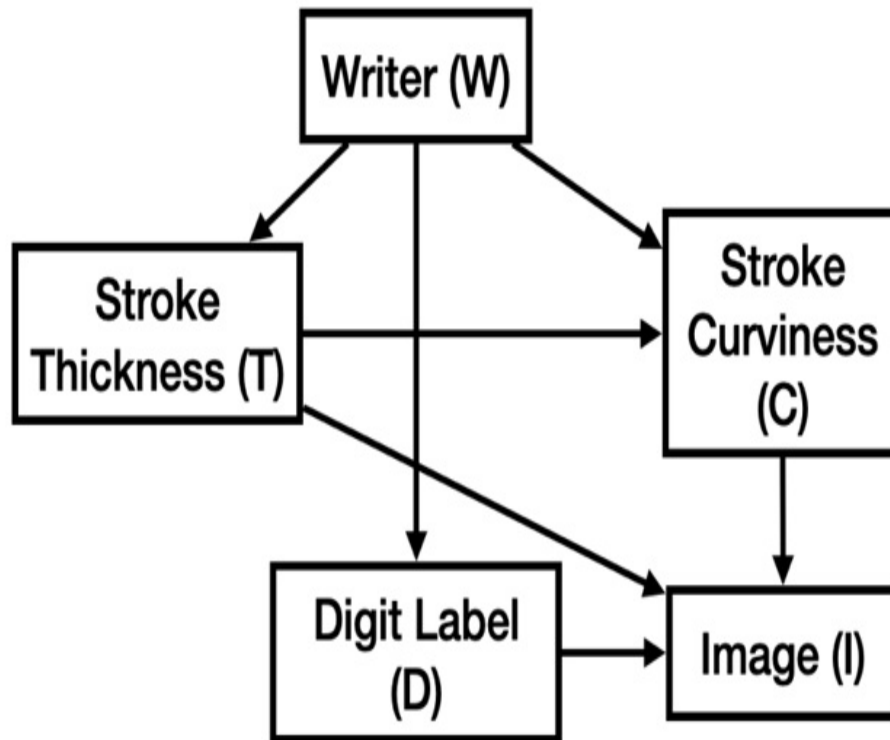 Writer (W)
Stroke
Thickness (T)
Stroke
Curviness
(C)
Digit Label
(D)
Image (I)